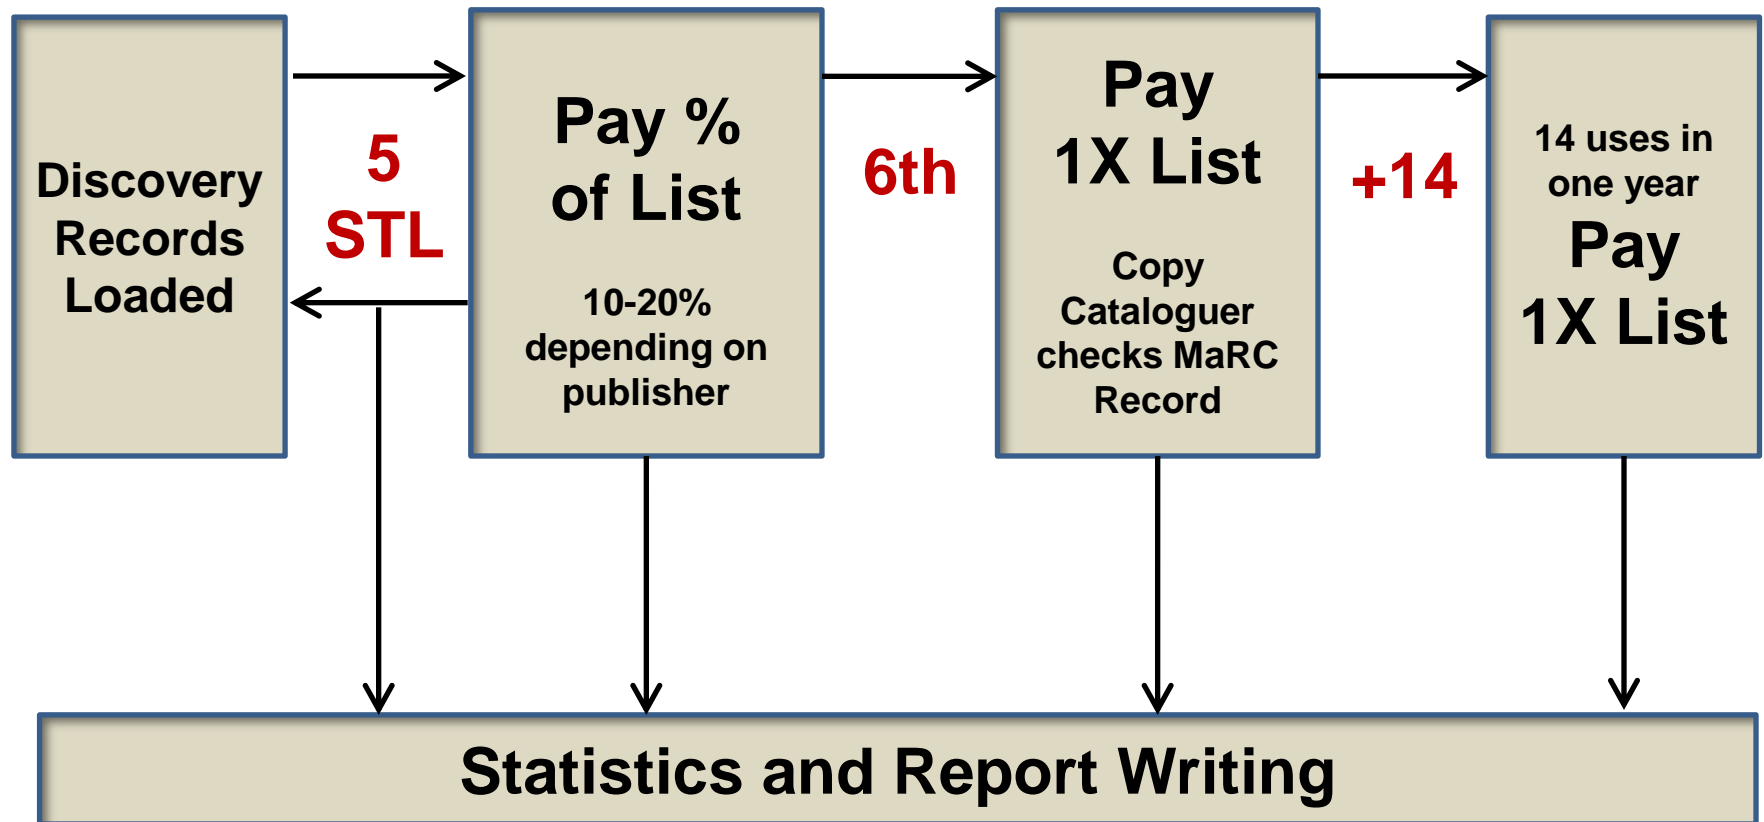 Discovery
Records
Loaded
5
STL
Pay %
of List
10-20%
depending on
publisher
6th
Pay
1X List
Copy
Cataloguer
checks MaRC
Record
+14
14 uses in
one year
Pay
1X List
Statistics and Report Writing